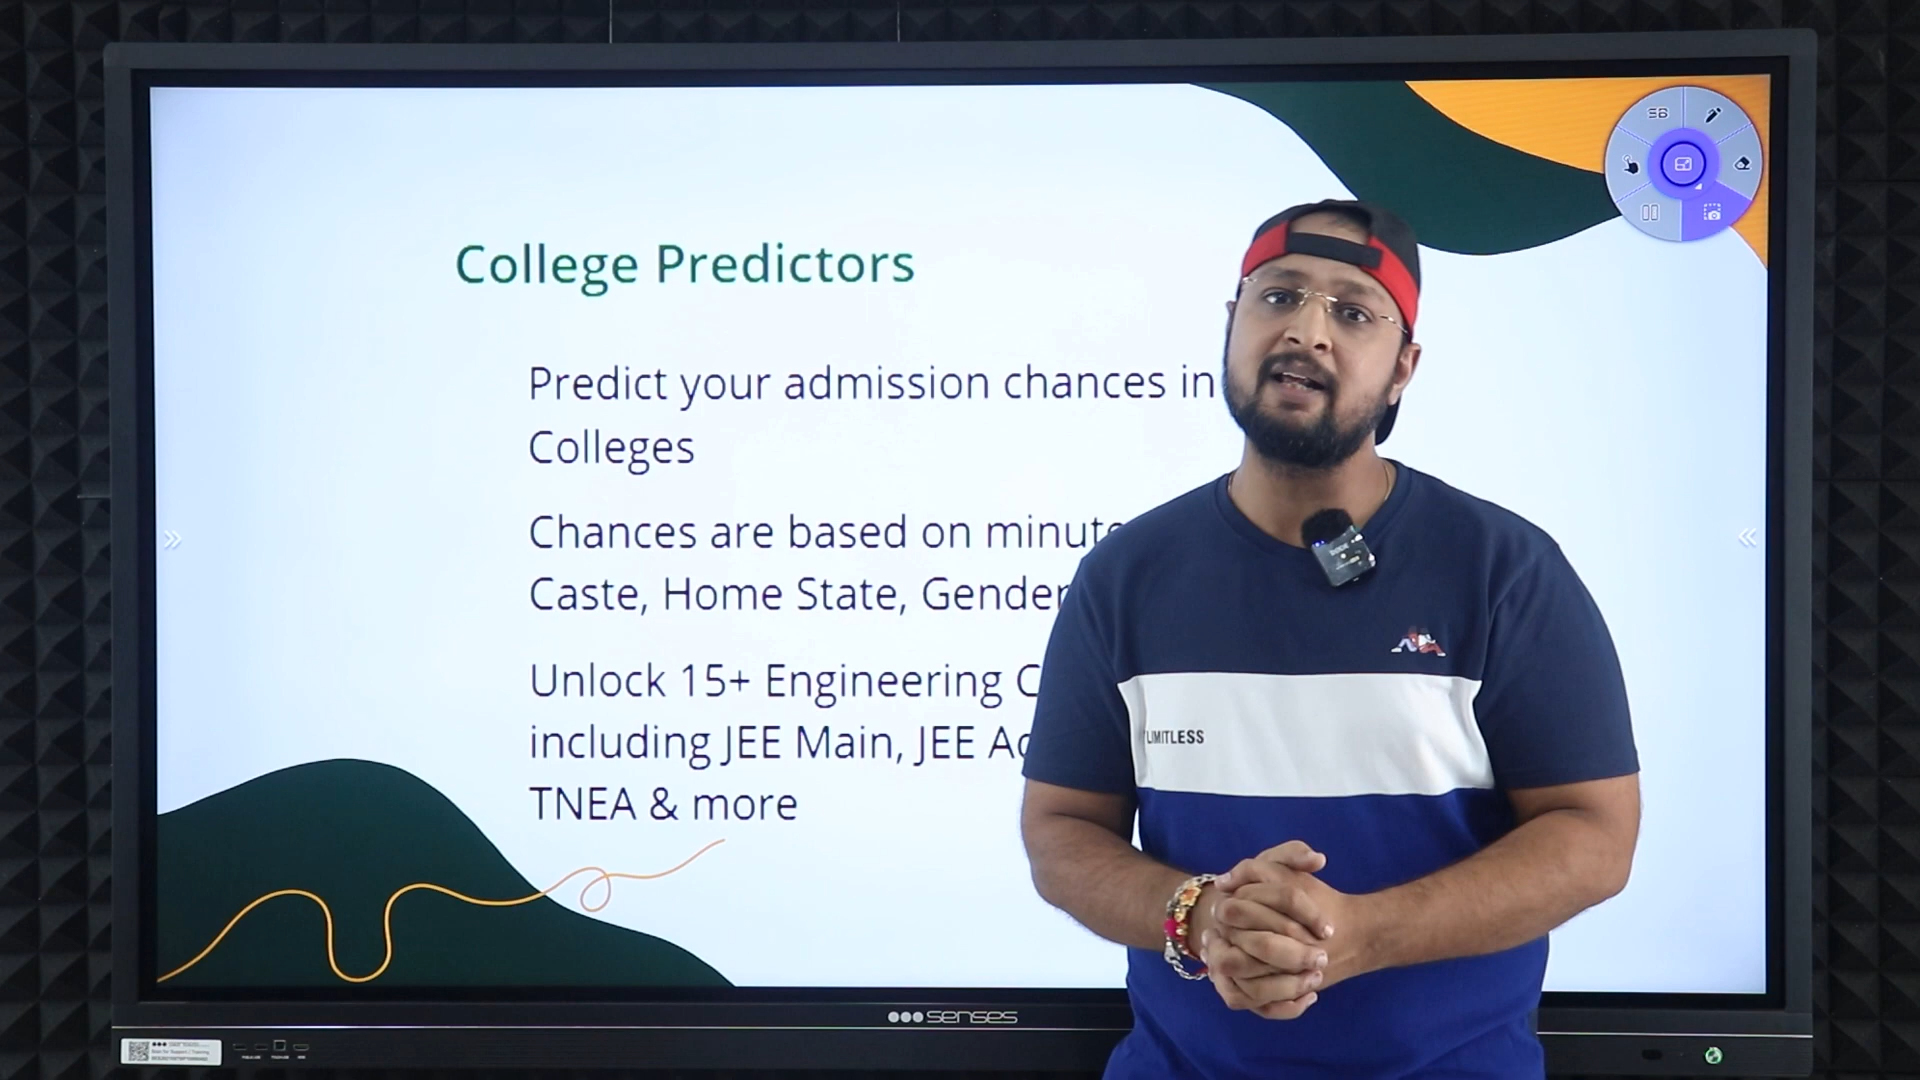 College Predictors
Predict your admission chances in
Colleges
Chances are based on
Caste, Home State, Gender
Unlock 15+ Engineering
including JEE Main, JEE
TNEA & more
LIMITLESS
senses